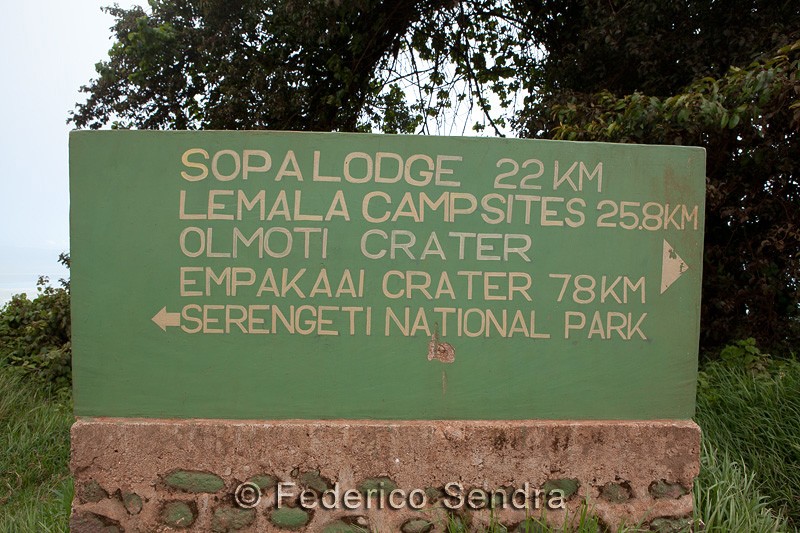 SOPA LODGE 22 KM
LEMALA CAMPSITES 25.8KM
OLMOTI CRATER
EMPAKAAI CRATER 78KM
SERENGETI NATIONAL PARK
© Federico Sendra